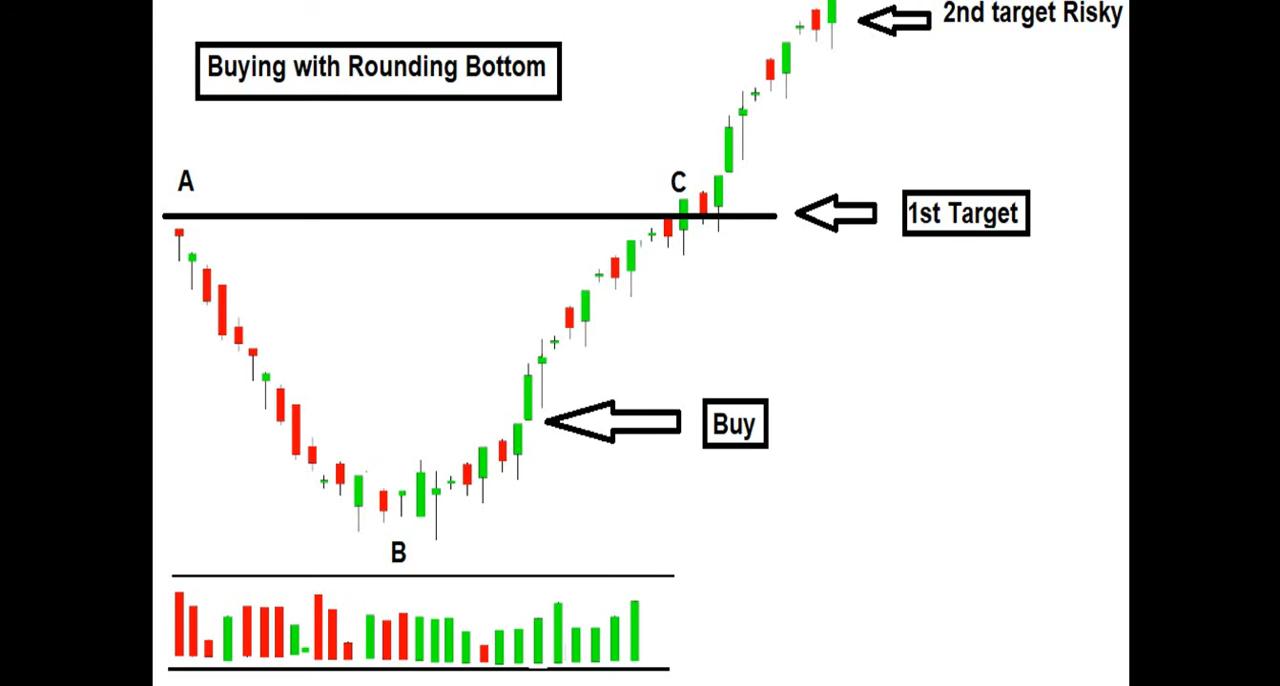 2nd target Risky
Buying with Rounding Bottom
A
C
1st Target
Buy
B